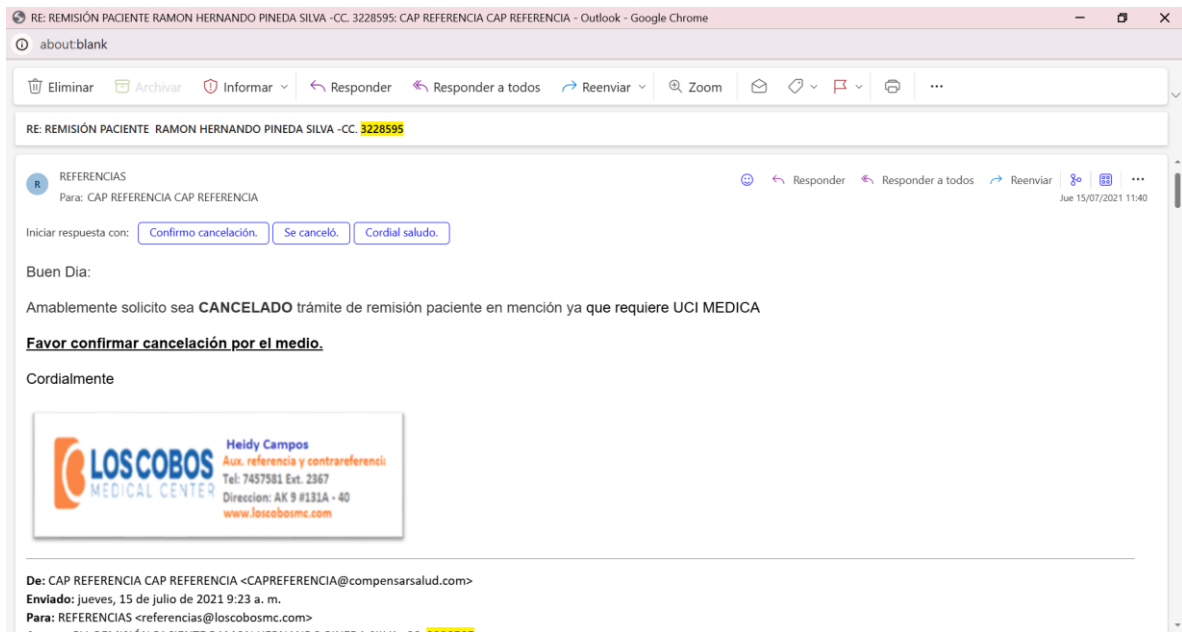 RE: REMISIÓN PACIENTE RAMON HERNANDO PINEDA SILVA -CC. 3228595: CAP REFERENCIA CAP REFERENCIA - Outlook - Google Chrome
about:blank
Eliminar Archivar Informar Responder Responder a todos Reenviar Zoom ...
RE: REMISIÓN PACIENTE RAMON HERNANDO PINEDA SILVA -CC. 3228595
R REFERENCIAS
Responder Responder a todos Reenviar ...
Para: CAP REFERENCIA CAP REFERENCIA
Jue 15/07/2021 11:40
Iniciar respuesta con: Confirmo cancelación. Se canceló. Cordial saludo.
Buen Dia:
Amablemente solicito sea CANCELADO trámite de remisión paciente en mención ya que requiere UCI MEDICA
Favor confirmar cancelación por el medio.
Cordialmente
LOS COBOS
MEDICAL CENTER
Heidy Campos
Aux. referencia y contrareferenci
Tel: 7457581 Ext. 2367
Direccion: AK 9 #131A - 40
www.loscobosmc.com
De: CAP REFERENCIA CAP REFERENCIA <CAPREFERENCIA@compensarsalud.com>
Enviado: jueves, 15 de julio de 2021 9:23 a. m.
Para: REFERENCIAS <referencias@loscobosmc.com>